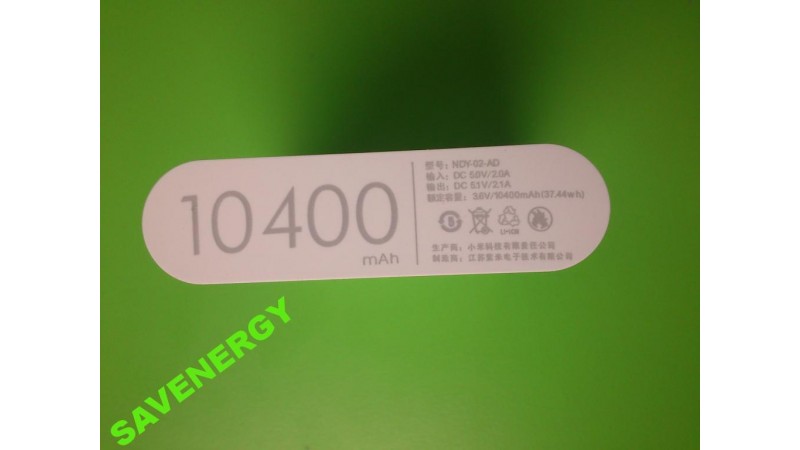 10400
mAh
型号: NDY-02-AD
输入: DC 5.0V/2.0A
输出: DC 5.1V/2.1A
额定容量: 3.6V/10400mAh(37.44wh)
Li-ion
生产商: 小米科技有限责任公司
制造商: 江苏紫米电子技术有限公司
SAVENERGY